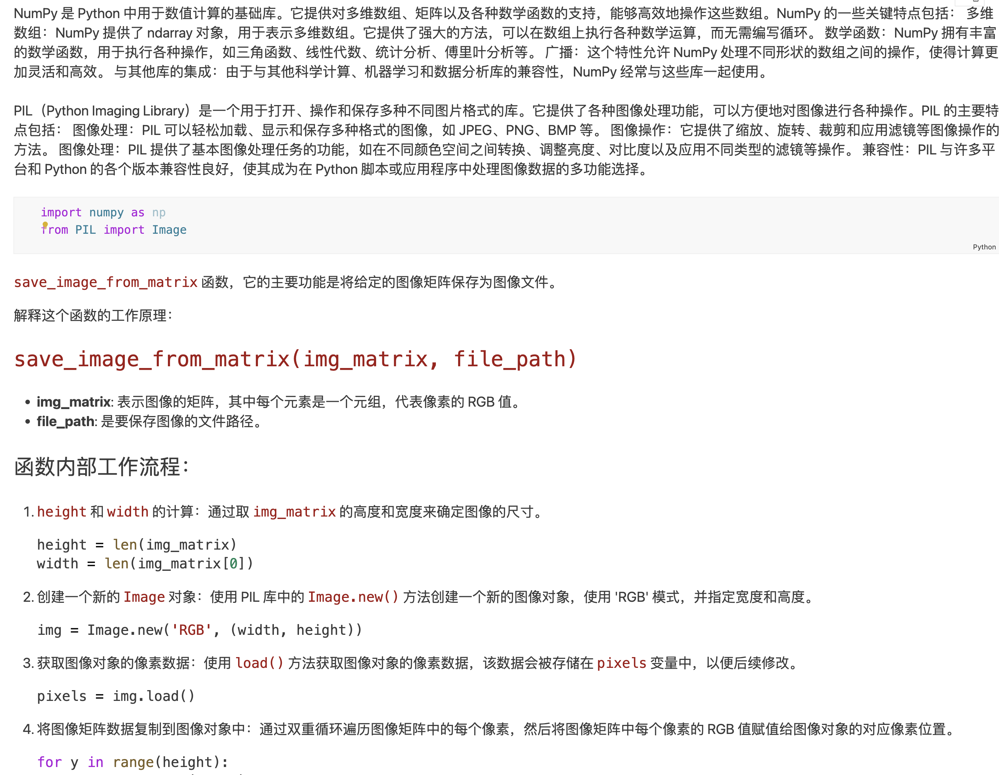 NumPy 是 Python 中用于数值计算的基础库。它提供对多维数组、矩阵以及各种数学函数的支持，能够高效地操作这些数组。NumPy 的一些关键特点包括： 多维
数组：NumPy 提供了 ndarray 对象，用于表示多维数组。它提供了强大的方法，可以在数组上执行各种数学运算，而无需编写循环。 数学函数：NumPy 拥有丰富
的数学函数，用于执行各种操作，如三角函数、线性代数、统计分析、傅里叶分析等。 广播：这个特性允许 NumPy 处理不同形状的数组之间的操作，使得计算更
加灵活和高效。 与其他库的集成：由于与其他科学计算、机器学习和数据分析库的兼容性，NumPy 经常与这些库一起使用。
PIL（Python Imaging Library）是一个用于打开、操作和保存多种不同图片格式的库。它提供了各种图像处理功能，可以方便地对图像进行各种操作。PIL 的主要特
点包括： 图像处理：PIL 可以轻松加载、显示和保存多种格式的图像，如 JPEG、PNG、BMP 等。 图像操作：它提供了缩放、旋转、裁剪和应用滤镜等图像操作的
方法。 图像处理：PIL 提供了基本图像处理任务的功能，如在不同颜色空间之间转换、调整亮度、对比度以及应用不同类型的滤镜等操作。 兼容性：PIL 与许多平
台和 Python 的各个版本兼容性良好，使其成为在 Python 脚本或应用程序中处理图像数据的多功能选择。
import numpy as np
from PIL import Image
Python
save_image_from_matrix 函数，它的主要功能是将给定的图像矩阵保存为图像文件。
解释这个函数的工作原理：
save_image_from_matrix(img_matrix, file_path)
• img_matrix: 表示图像的矩阵，其中每个元素是一个元组，代表像素的 RGB 值。
• file_path: 是要保存图像的文件路径。
函数内部工作流程：
1. height 和 width 的计算：通过取 img_matrix 的高度和宽度来确定图像的尺寸。
height = len(img_matrix)
width = len(img_matrix[0])
2. 创建一个新的 Image 对象：使用 PIL 库中的 Image.new() 方法创建一个新的图像对象，使用 'RGB' 模式，并指定宽度和高度。
img = Image.new('RGB', (width, height))
3. 获取图像对象的像素数据：使用 load() 方法获取图像对象的像素数据，该数据会被存储在 pixels 变量中，以便后续修改。
pixels = img.load()
4. 将图像矩阵数据复制到图像对象中：通过双重循环遍历图像矩阵中的每个像素，然后将图像矩阵中每个像素的 RGB 值赋值给图像对象的对应像素位置。
for y in range(height):